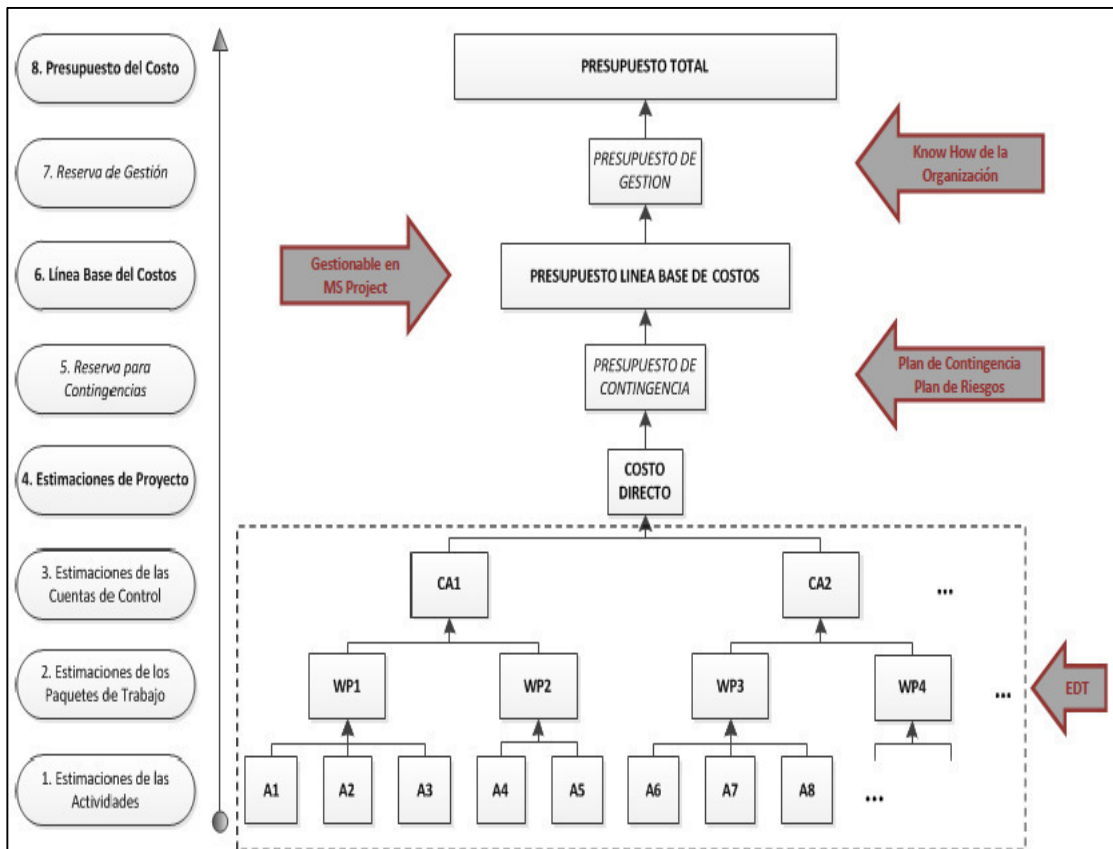 8. Presupuesto del Costo
PRESUPUESTO TOTAL
7. Reserva de Gestión
PRESUPUESTO DE
GESTION
Know How de la
Organización
6. Línea Base del Costos
Gestionable en
MS Project
PRESUPUESTO LINEA BASE DE COSTOS
5. Reserva para
Contingencias
PRESUPUESTO DE
CONTINGENCIA
Plan de Contingencia
Plan de Riesgos
4. Estimaciones de Proyecto
COSTO
DIRECTO
3. Estimaciones de las
Cuentas de Control
CA1
CA2
...
2. Estimaciones de los
Paquetes de Trabajo
WP1
WP2
WP3
WP4
...
EDT
1. Estimaciones de las
Actividades
A1
A2
A3
A4
A5
A6
A7
A8
...